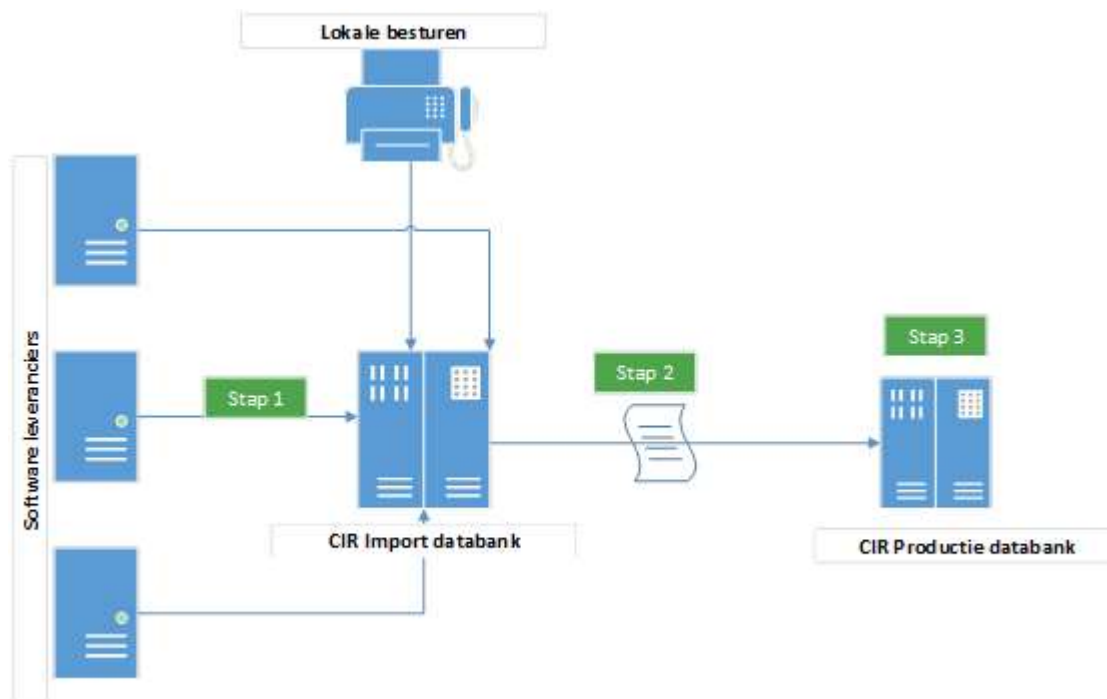 Lokale besturen
Software leveranciers
Stap 1
Stap 2
Stap 3
CIR Import databank
CIR Productie databank